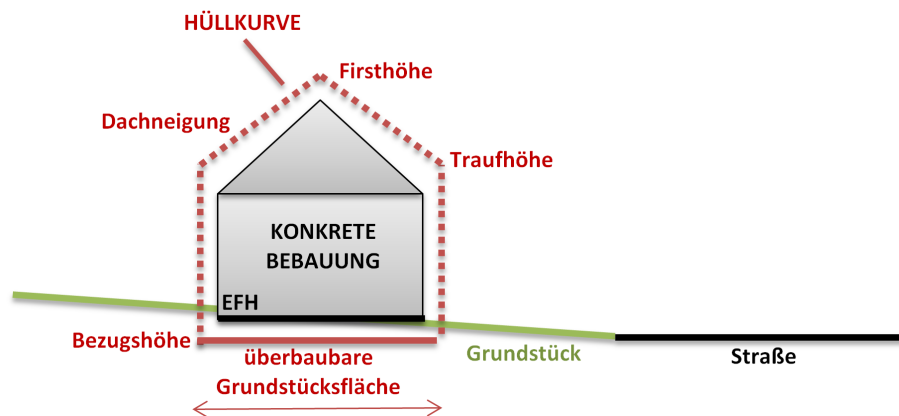 HÜLLKURVE
Firsthöhe
Dachneigung
Traufhöhe
KONKRETE
BEBAUUNG
EFH
Bezugshöhe
überbaubare
Grundstücksfläche
Grundstück
Straße